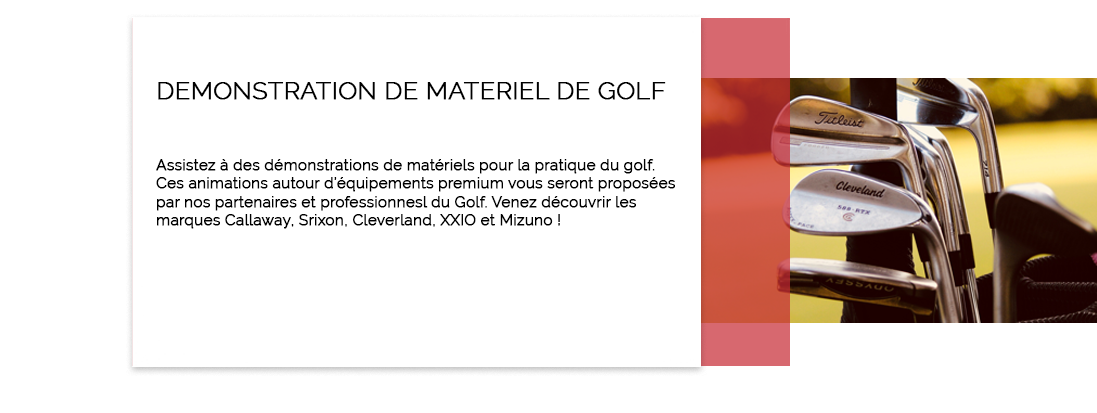 DEMONSTRATION DE MATERIEL DE GOLF
Assistez à des démonstrations de matériels pour la pratique du golf.
Ces animations autour d'équipements premium vous seront proposées
par nos partenaires et professionnesl du Golf. Venez découvrir les
marques Callaway, Srixon, Cleverland, XXIO et Mizuno !
Titleist
Cleveland
588·RTX
ODYSSEY